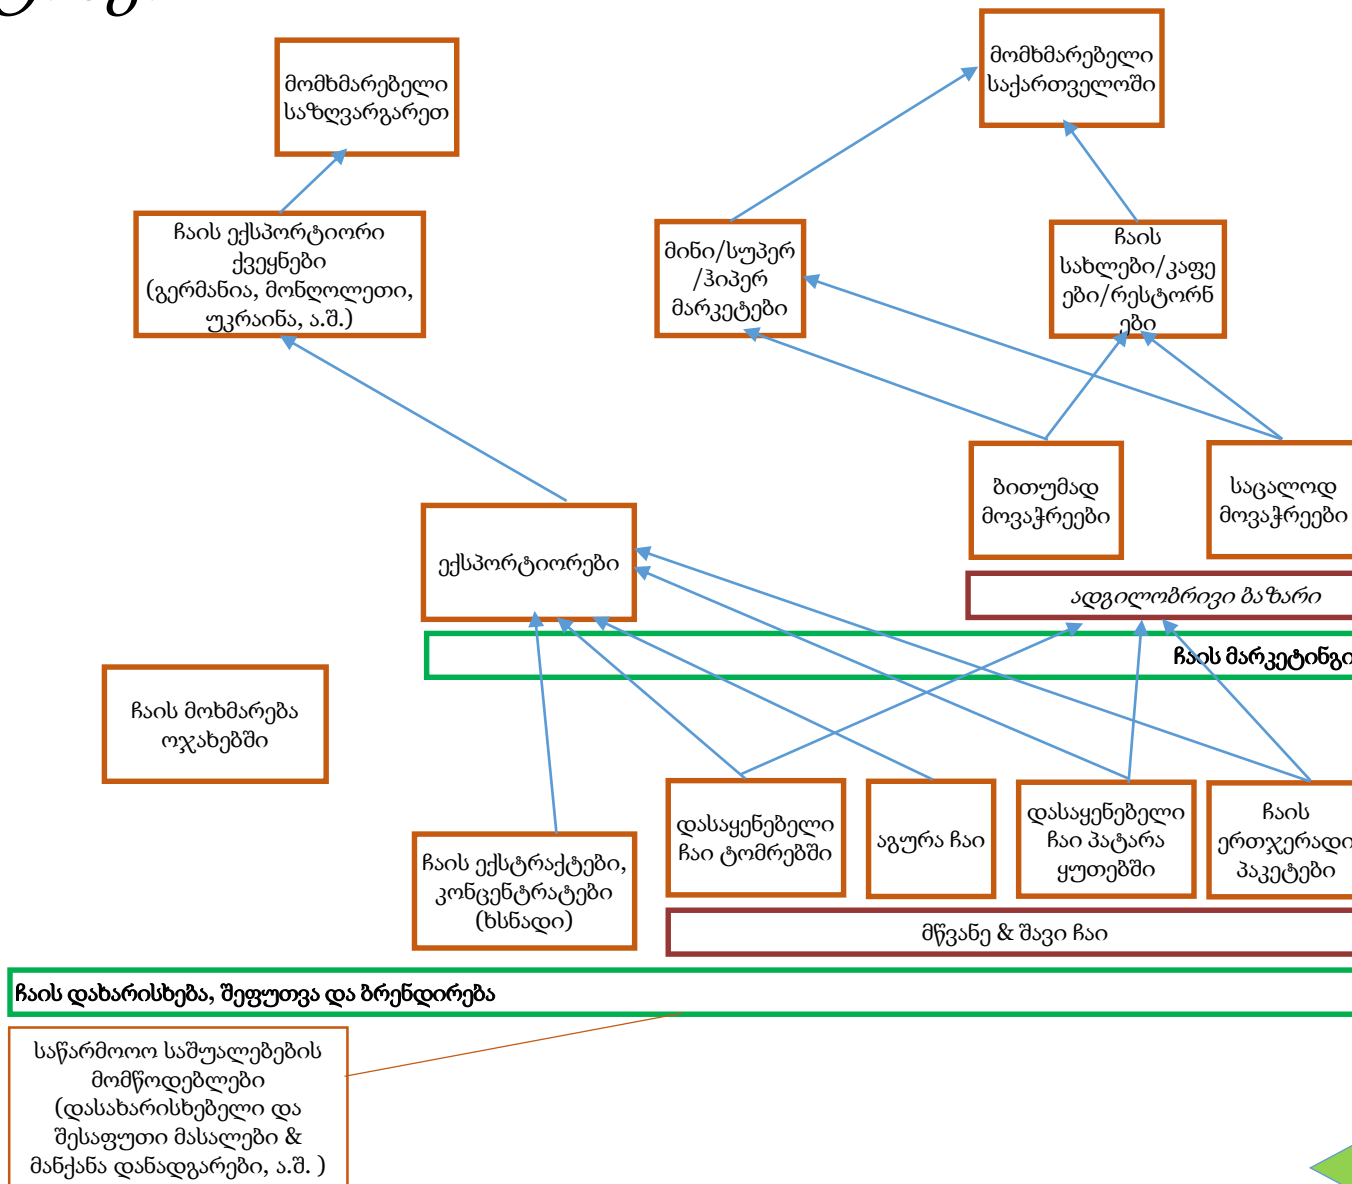 მომხმარებელი
საზღვარგარეთ
მომხმარებელი
საქართველოში
ჩაის ექსპორტიორი
ქვეყნები
(გერმანია, მონღოლეთი,
უკრაინა, ა.შ.)
მინი/სუპერ
/ჰიპერ
მარკეტები
ჩაის
სახლები/კაფე
ები/რესტორნ
ები
ბითუმად
მოვაჭრეები
საცალოდ
მოვაჭრეები
ექსპორტიორები
ადგილობრივი ბაზარი
ჩაის მარკეტინგი
ჩაის მოხმარება
ოჯახებში
დასაყენებელი
ჩაი ტომრებში
აგურა ჩაი
დასაყენებელი
ჩაი პატარა
ყუთებში
ჩაის
ერთჯერადი
პაკეტები
ჩაის ექსტრაქტები,
კონცენტრატები
(ხსნადი)
მწვანე & შავი ჩაი
ჩაის დახარისხება, შეფუთვა და ბრენდირება
საწარმოოო საშუალებების
მომწოდებლები
(დასახარისხებელი და
შესაფუთი მასალები &
მანქანა დანადგარები, ა.შ. )